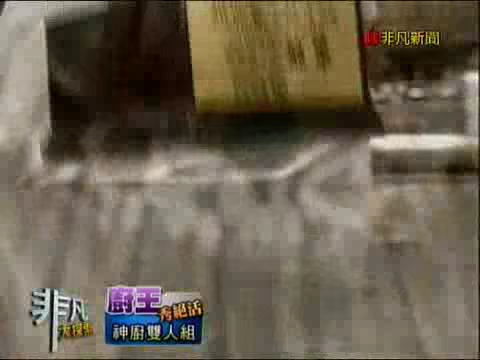 非凡新聞
非凡
大探索
廚王
秀絕活
神廚雙人組